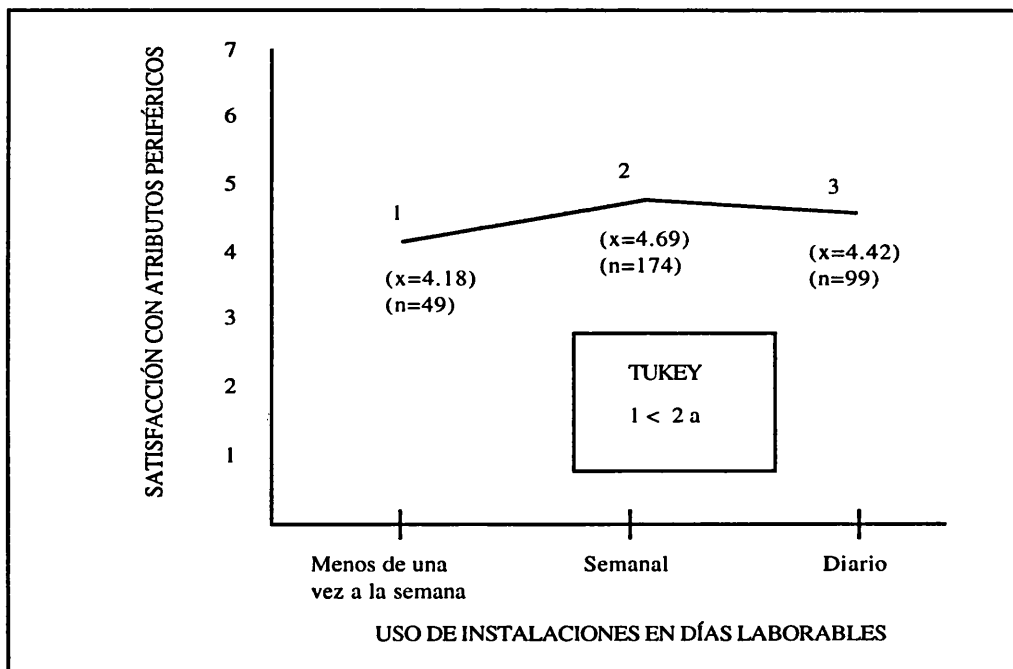 SATISFACCIÓN CON ATRIBUTOS PERIFÉRICOS
7
6
5
4
3
2
1
1
(x=4.18)
(n=49)
2
(x=4.69)
(n=174)
3
(x=4.42)
(n=99)
TUKEY
1 < 2 a
Menos de una
vez a la semana
Semanal
Diario
USO DE INSTALACIONES EN DÍAS LABORABLES